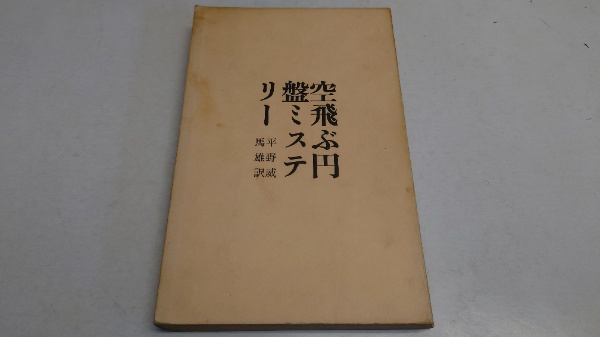 空飛ぶ円
盤ミステ
リー
平野威
馬雄訳